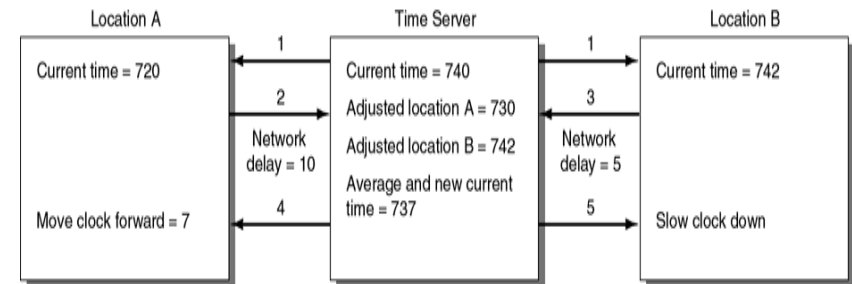 Location A
Time Server
Location B
1
1
Current time = 720
Current time = 740
Current time = 742
2
3
Adjusted location A = 730
Network
delay = 10
Adjusted location B = 742
Network
delay = 5
Average and new current
time = 737
4
5
Move clock forward = 7
Slow clock down